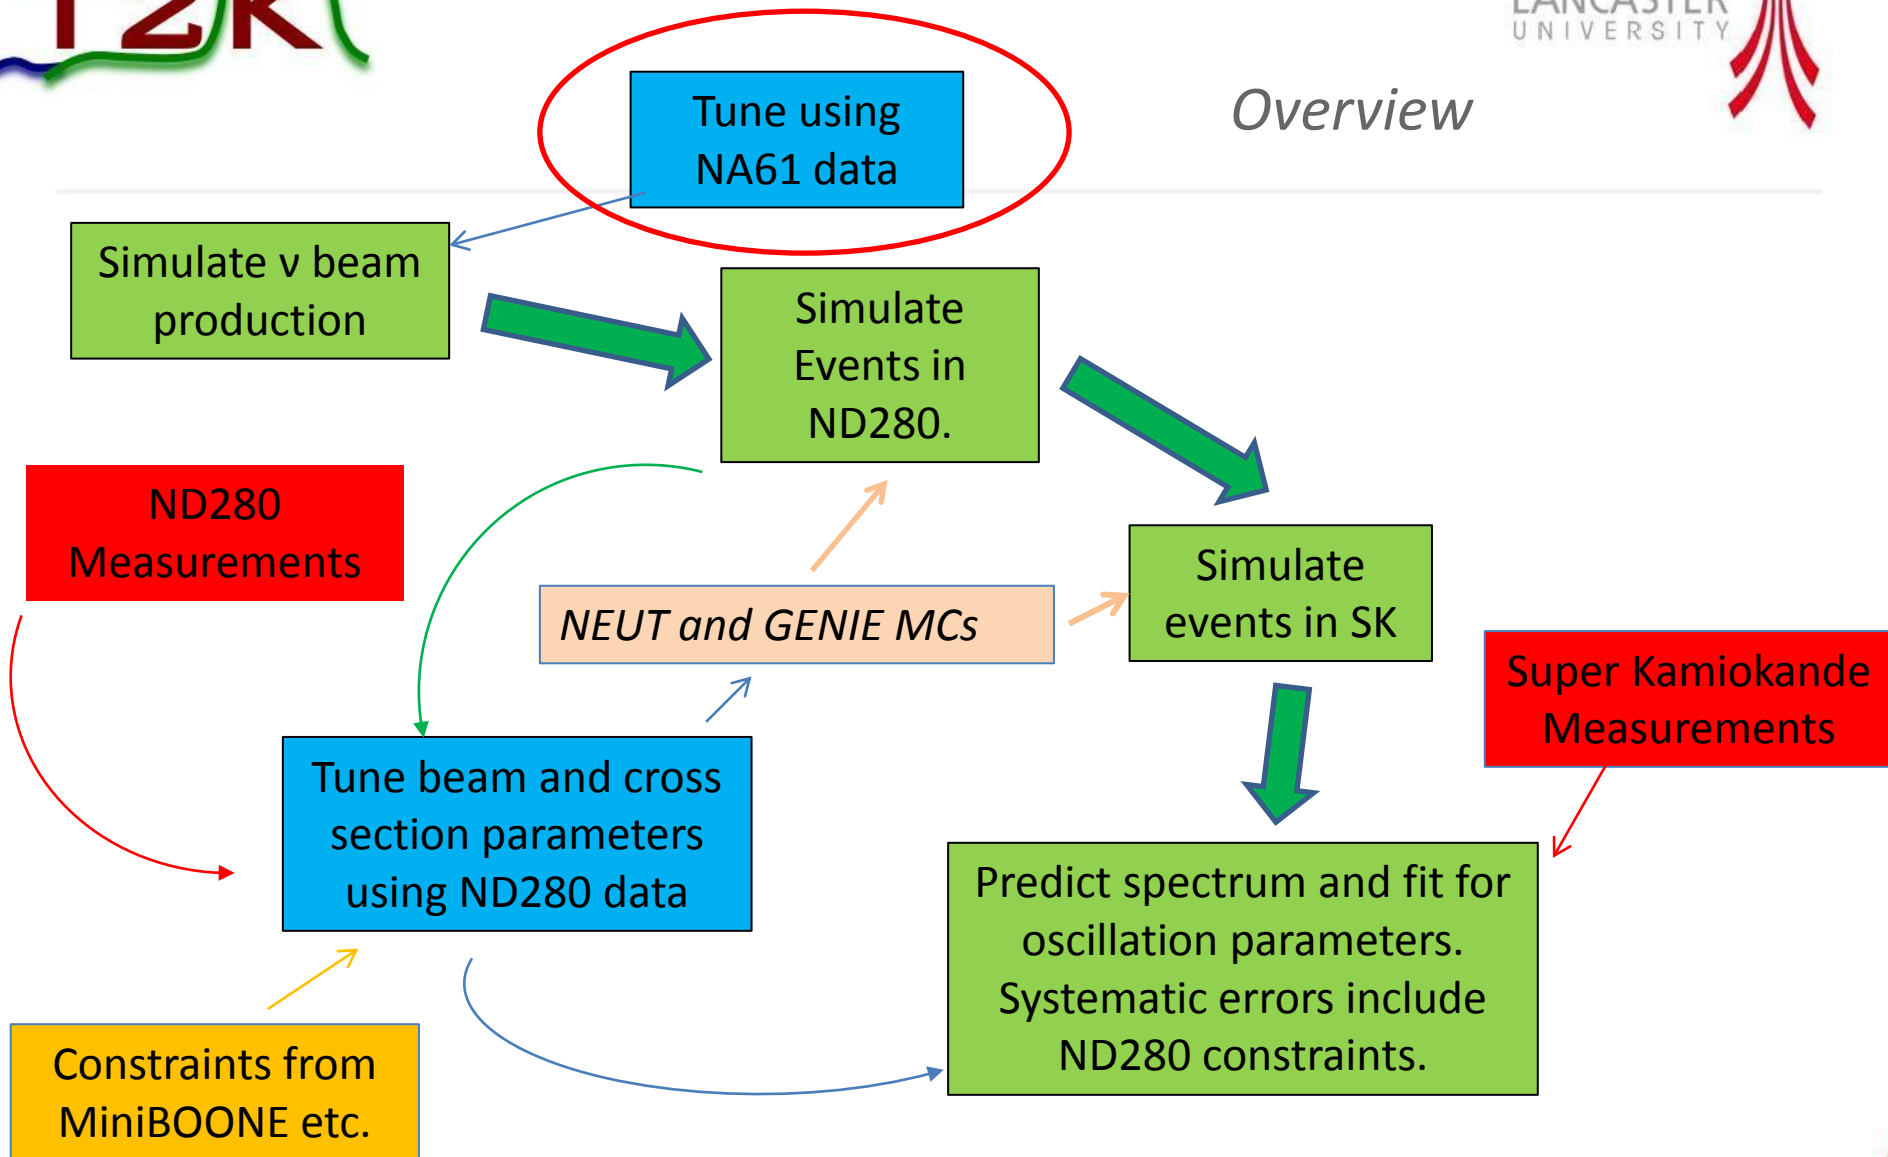 T2K
LANCASTER
UNIVERSITY
Overview
Tune using
NA61 data
Simulate ν beam
production
Simulate
Events in
ND280.
ND280
Measurements
NEUT and GENIE MCs
Simulate
events in SK
Super Kamiokande
Measurements
Tune beam and cross
section parameters
using ND280 data
Predict spectrum and fit for
oscillation parameters.
Systematic errors include
ND280 constraints.
Constraints from
MiniBOONE etc.